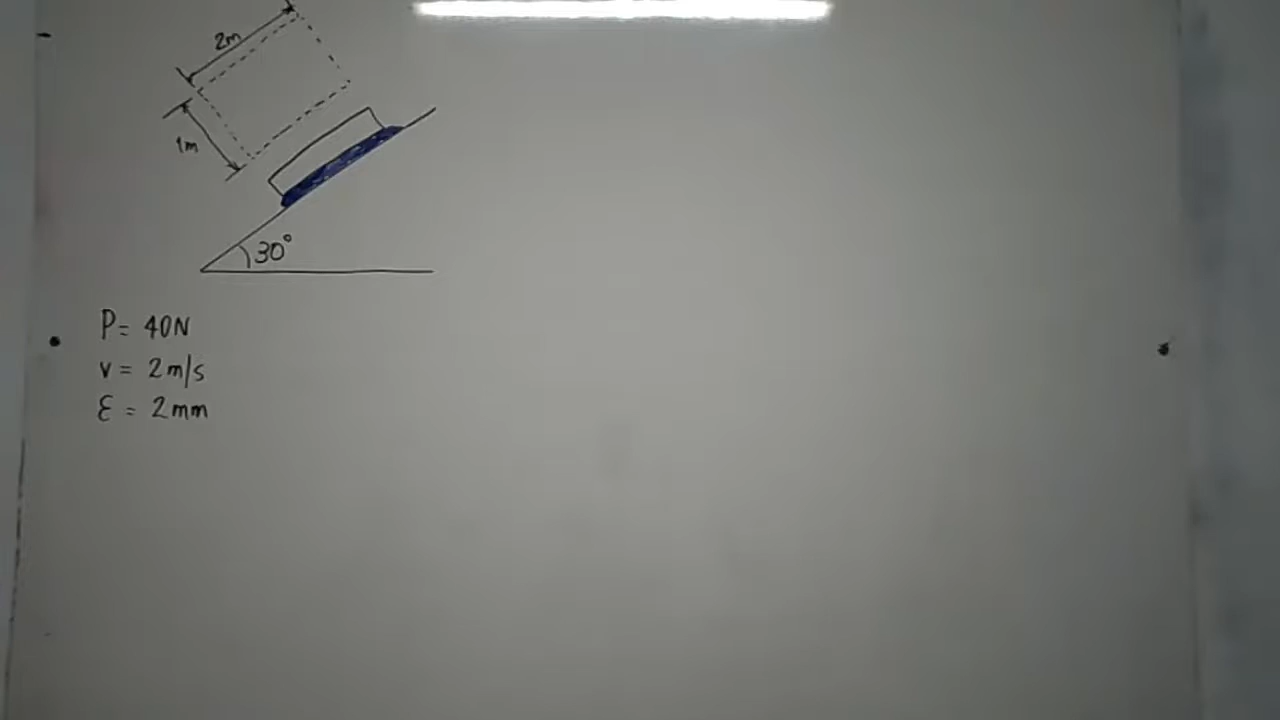 2m
1m
30°
P= 40N
v = 2m/s
ε = 2mm